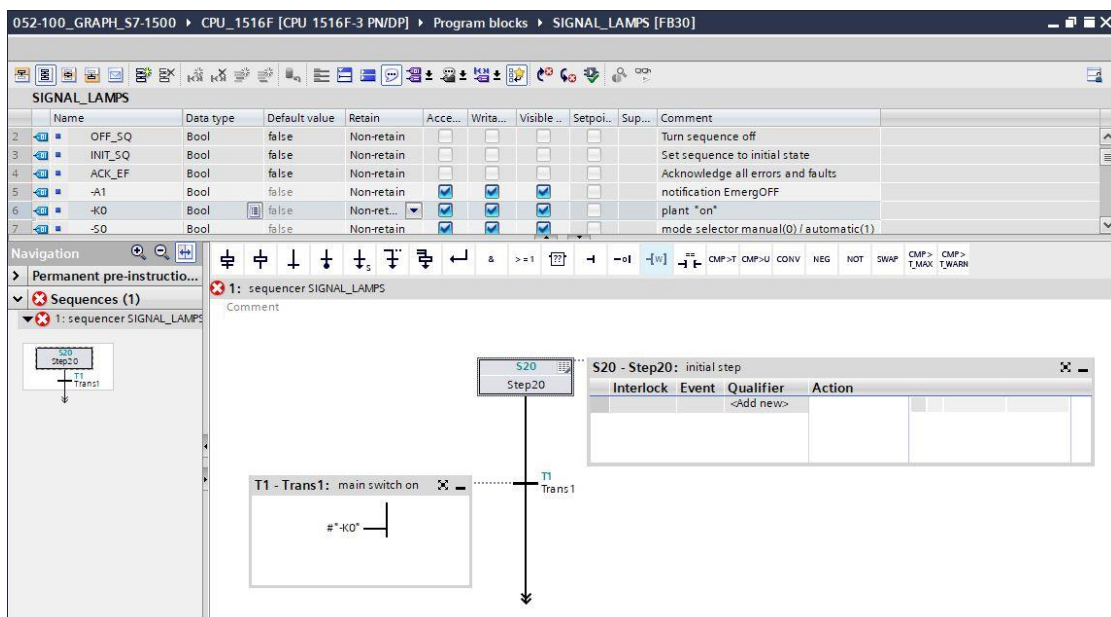 052-100_GRAPH_S7-1500 ▸ CPU_1516F [CPU 1516F-3 PN/DP] ▸ Program blocks ▸ SIGNAL_LAMPS [FB30]
SIGNAL_LAMPS
Name Data type Default value Retain Acce... Writa... Visible .. Setpoi.. Sup... Comment
2 OFF_SQ Bool false Non-retain Turn sequence off
3 INIT_SQ Bool false Non-retain Set sequence to initial state
4 ACK_EF Bool false Non-retain Acknowledge all errors and faults
5 -A1 Bool false Non-retain notification EmergOFF
6 -K0 Bool false Non-ret... plant "on"
7 -S0 Bool false Non-retain mode selector manual(0) / automatic(1)
Navigation
& >=1 ?? [w] CMP>T CMP>U CONV NEG NOT SWAP CMP> T_MAX CMP> T_WARN
Permanent pre-instructio...
Sequences (1)
1: sequencer SIGNAL_LAMPS
S20
Step20
T1
Trans1
1: sequencer SIGNAL_LAMPS
Comment
S20
Step20
S20 - Step20: initial step
Interlock Event Qualifier Action
<Add new>
T1 - Trans1: main switch on
#"-K0"
T1
Trans1